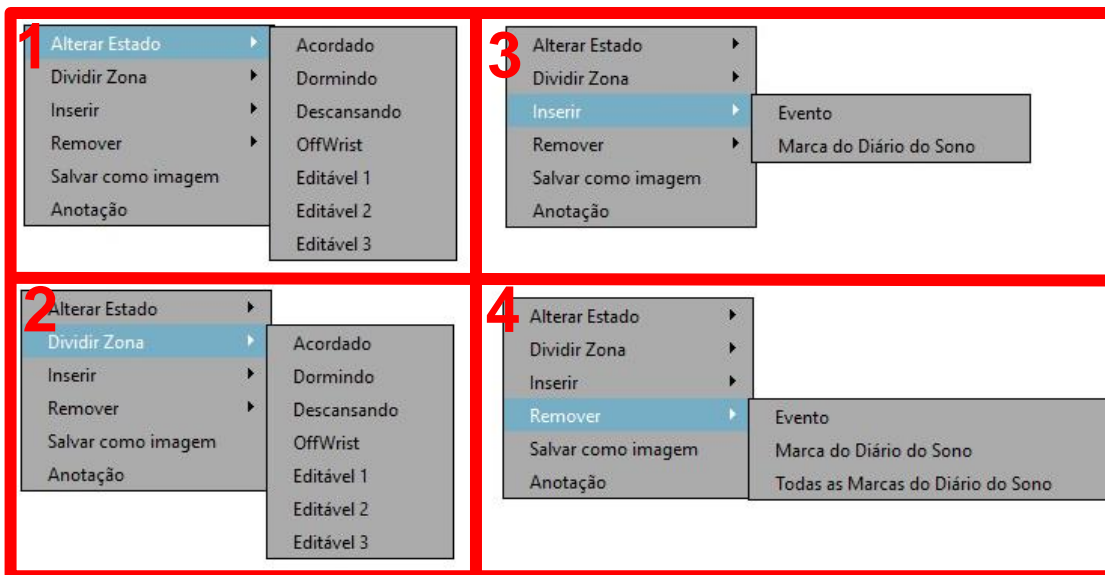 1
Alterar Estado
Dividir Zona
Inserir
Remover
Salvar como imagem
Anotação
Acordado
Dormindo
Descansando
OffWrist
Editável 1
Editável 2
Editável 3
3
Alterar Estado
Dividir Zona
Inserir
Remover
Salvar como imagem
Anotação
Evento
Marca do Diário do Sono
2
Alterar Estado
Dividir Zona
Inserir
Remover
Salvar como imagem
Anotação
Acordado
Dormindo
Descansando
OffWrist
Editável 1
Editável 2
Editável 3
4
Alterar Estado
Dividir Zona
Inserir
Remover
Salvar como imagem
Anotação
Evento
Marca do Diário do Sono
Todas as Marcas do Diário do Sono